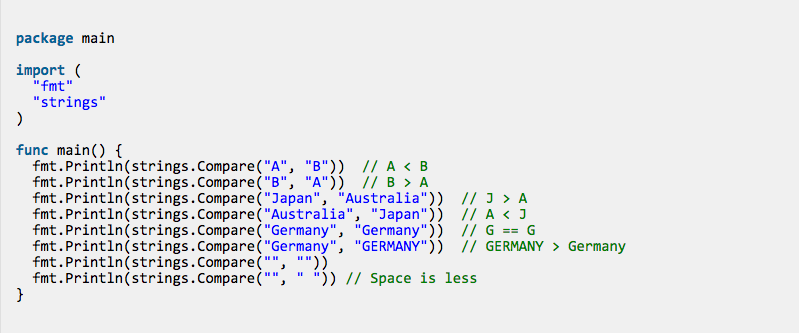 package main
import (
"fmt"
"strings"
)
func main() {
fmt.Println(strings.Compare("A", "B"))  // A < B
fmt.Println(strings.Compare("B", "A"))  // B > A
fmt.Println(strings.Compare("Japan", "Australia"))  // J > A
fmt.Println(strings.Compare("Australia", "Japan"))  // A < J
fmt.Println(strings.Compare("Germany", "Germany"))  // G == G
fmt.Println(strings.Compare("Germany", "GERMANY"))  // GERMANY > Germany
fmt.Println(strings.Compare("", ""))
fmt.Println(strings.Compare("", " ")) // Space is less
}